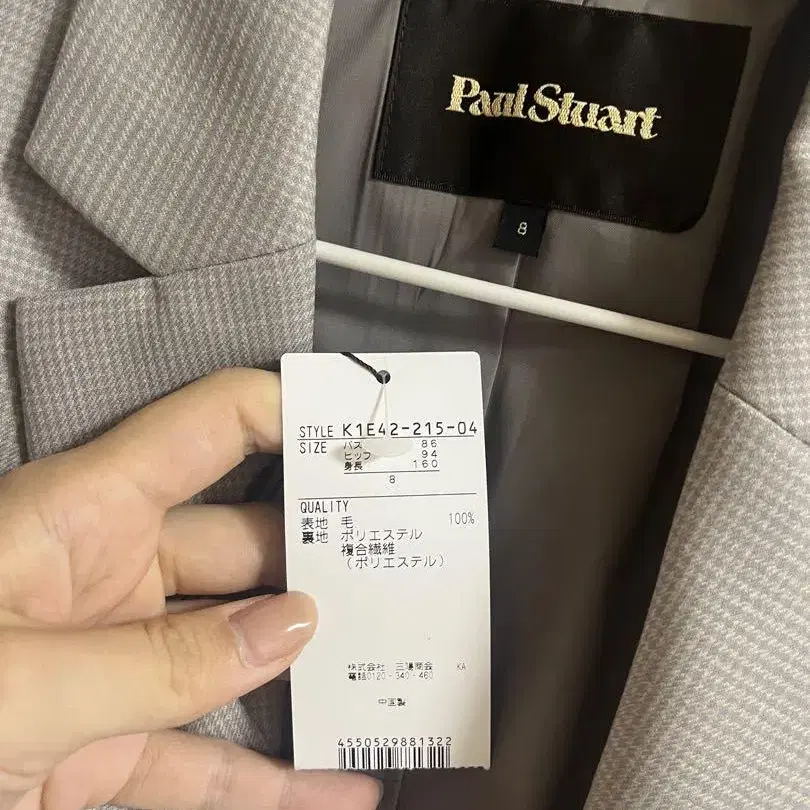 Paul Stuart
8
STYLE K1E42-215-04
SIZE バスト 86
ヒップ 94
身長 160
8
QUALITY
表地 毛 100%
裏地 ポリエステル
複合繊維
(ポリエステル)
株式会社 三陽商会 KA
電話0120-340-460
中国製
4550529881322